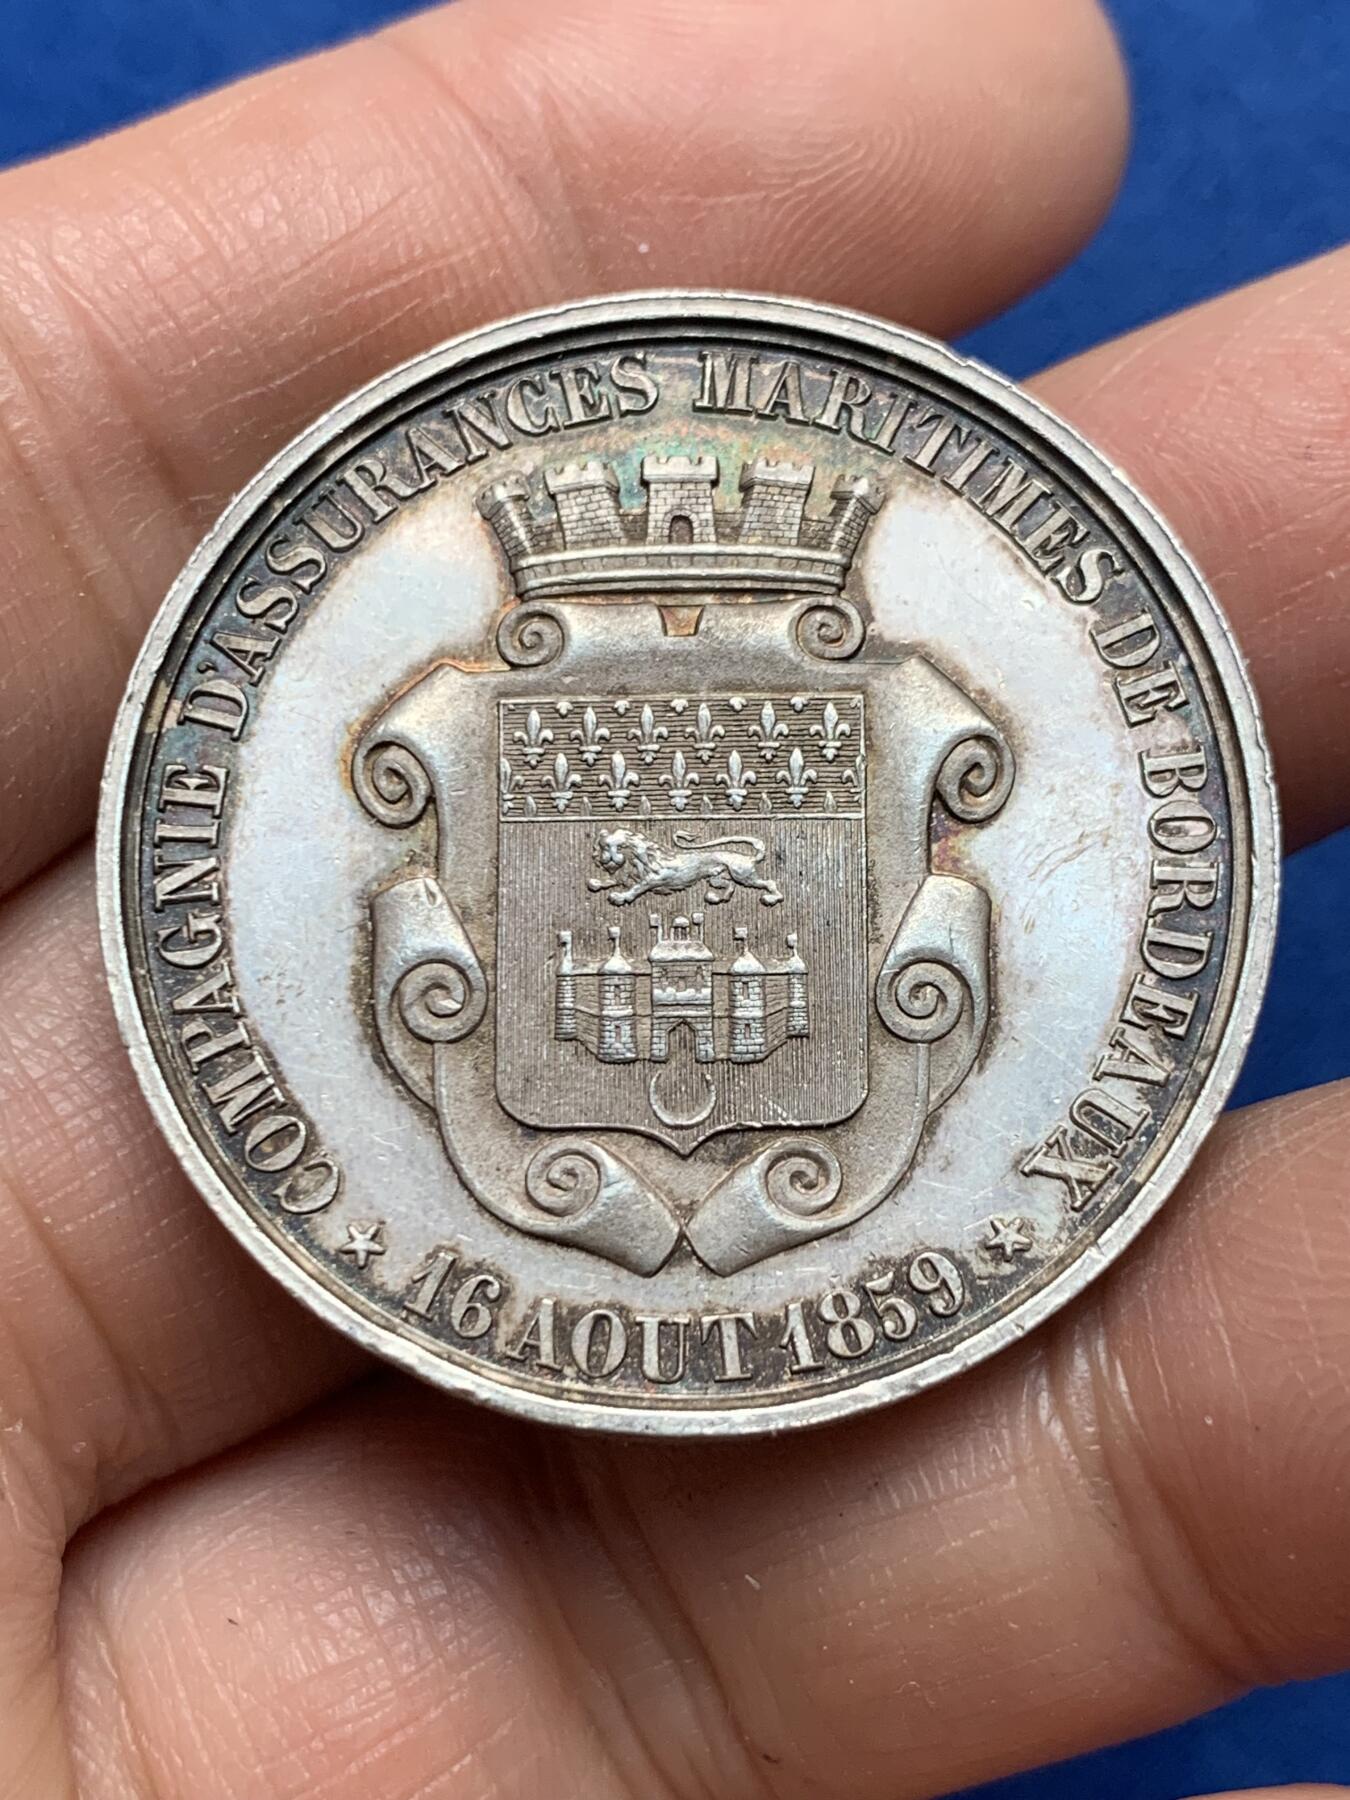 COMPAGNIE D'ASSURANCES MARITIMES DE BORDEAUX
16 AOUT 1859